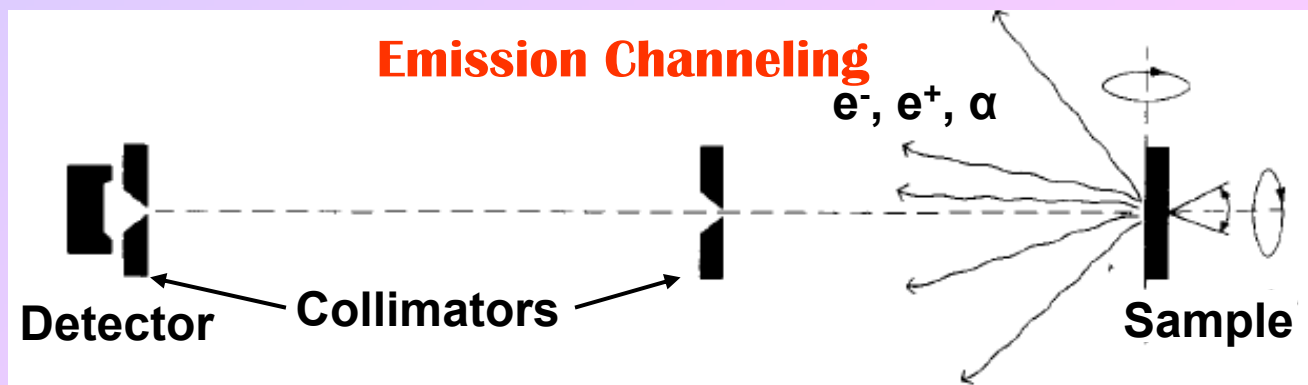 Emission Channeling
e⁻, e⁺, α
Collimators
Detector
Sample